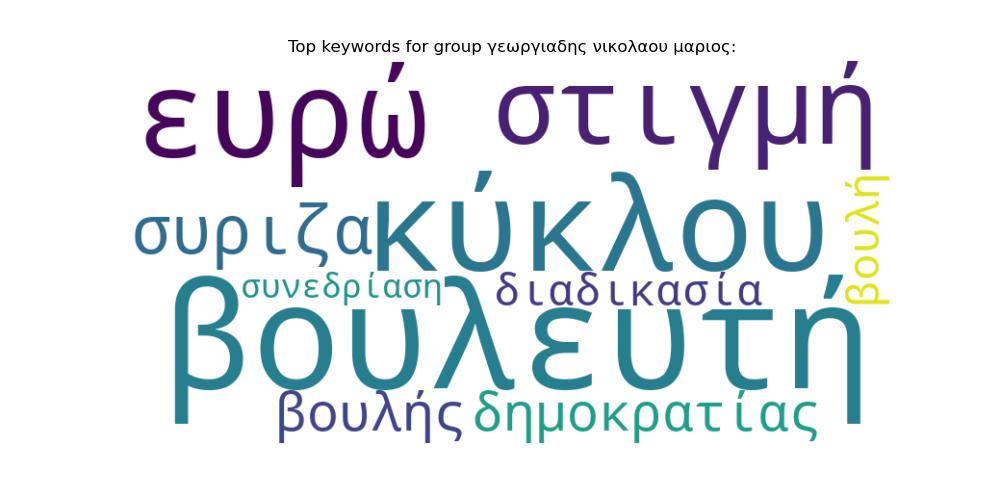 Top keywords for group γεωργιαδης νικολαου μαριος:
ευρώ
στιγμή
συριζα
κύκλου
βουλή
συνεδρίαση
διαδικασία
βουλευτή
βουλής
δημοκρατίας